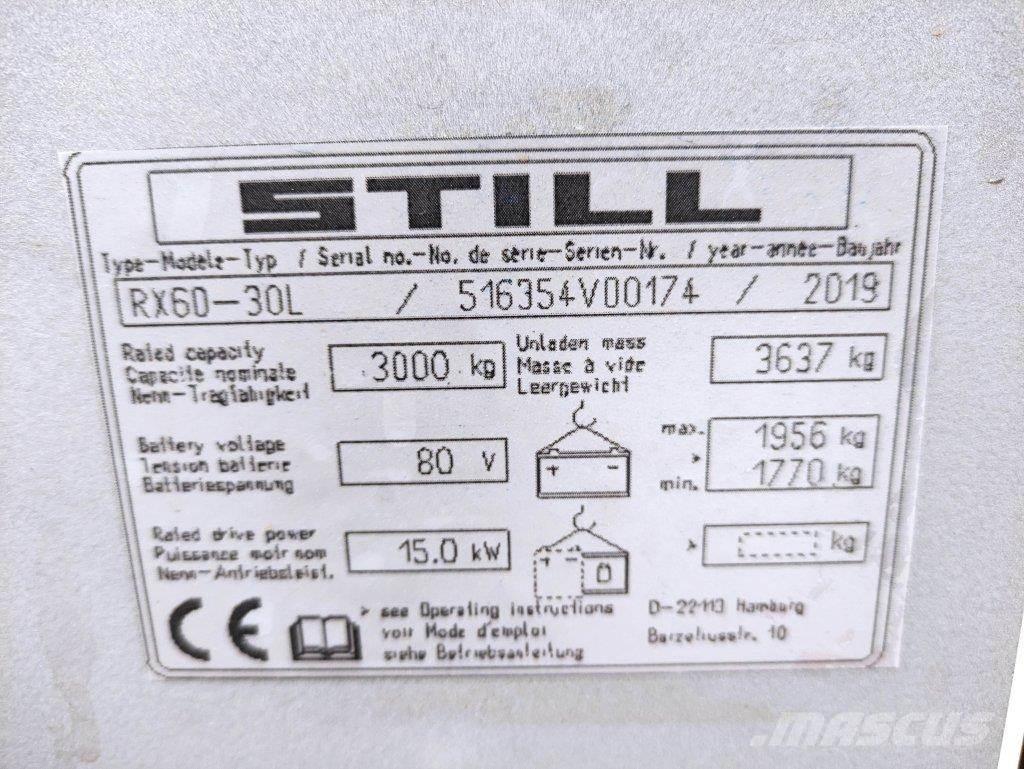 STILL
Type-Modele-Typ / Serial no.-No. de série-Serien-Nr. / year-année-Baujahr
RX60-30L / 516354V00174 / 2019
Rated capacity
Capacite nominale
Nenn-Tragfähigkeit
3000 kg
Unladen mass
Masse à vide
Leergewicht
3637 kg
Battery voltage
Tension batterie
Batteriespannung
80 V
+ -
max. 1956 kg
>
min. 1770 kg
Rated drive power
Puissance moir nom
Nenn-Antriebsleist.
15.0 kW
+ -
> kg
CE
> see Operating instructions
voir Mode d'emploi
siehe Betriebsanleitung
D-22113 Hamburg
Berzeliusstr. 10
MASCUS